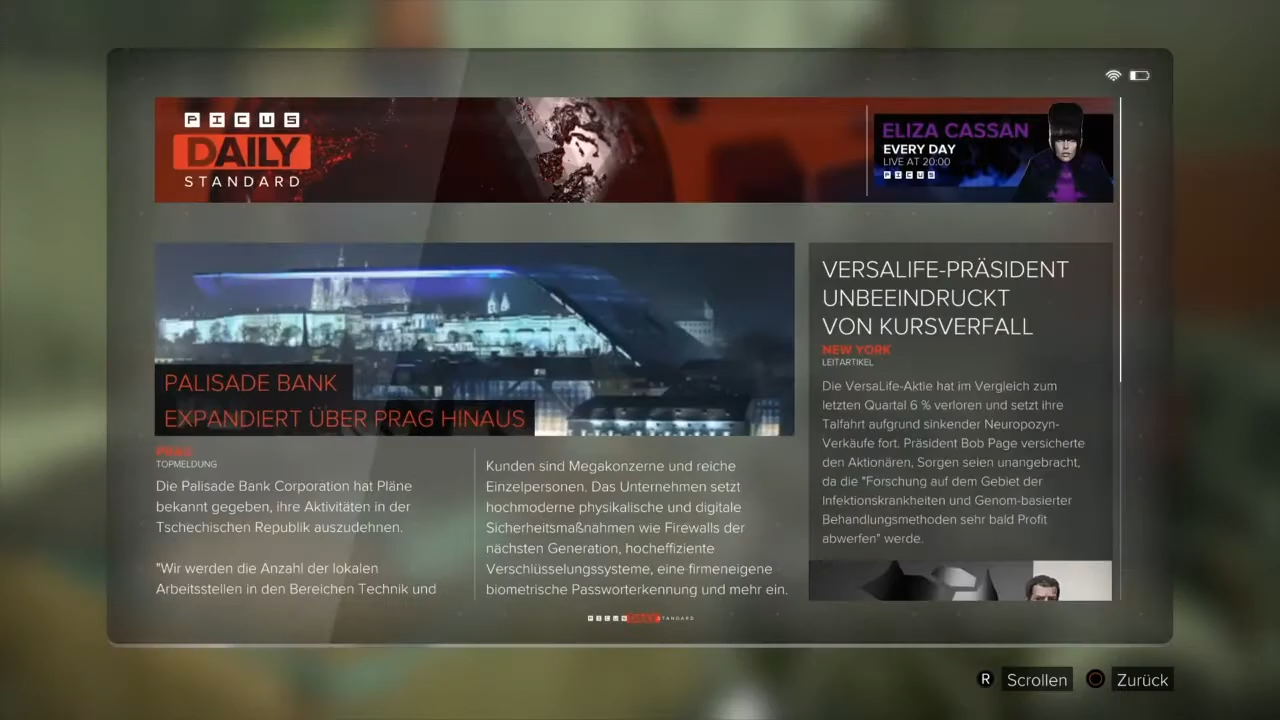 PICUS
DAILY
STANDARD
ELIZA CASSAN
EVERY DAY
LIVE AT 20:00
PICUS
PALISADE BANK
EXPANDIERT ÜBER PRAG HINAUS
PRAG
TOPMELDUNG
Die Palisade Bank Corporation hat Pläne
bekannt gegeben, ihre Aktivitäten in der
Tschechischen Republik auszudehnen.
"Wir werden die Anzahl der lokalen
Arbeitsstellen in den Bereichen Technik und
Kunden sind Megakonzerne und reiche
Einzelpersonen. Das Unternehmen setzt
hochmoderne physikalische und digitale
Sicherheitsmaßnahmen wie Firewalls der
nächsten Generation, hocheffiziente
Verschlüsselungssysteme, eine firmeneigene
biometrische Passworterkennung und mehr ein.
VERSALIFE-PRÄSIDENT
UNBEEINDRUCKT
VON KURSVERFALL
NEW YORK
LEITARTIKEL
Die VersaLife-Aktie hat im Vergleich zum
letzten Quartal 6 % verloren und setzt ihre
Talfahrt aufgrund sinkender Neuropozyn-
Verkäufe fort. Präsident Bob Page versicherte
den Aktionären, Sorgen seien unangebracht,
da die "Forschung auf dem Gebiet der
Infektionskrankheiten und Genom-basierter
Behandlungsmethoden sehr bald Profit
abwerfen" werde.
PICUS DAILY STANDARD
R Scrollen Zurück